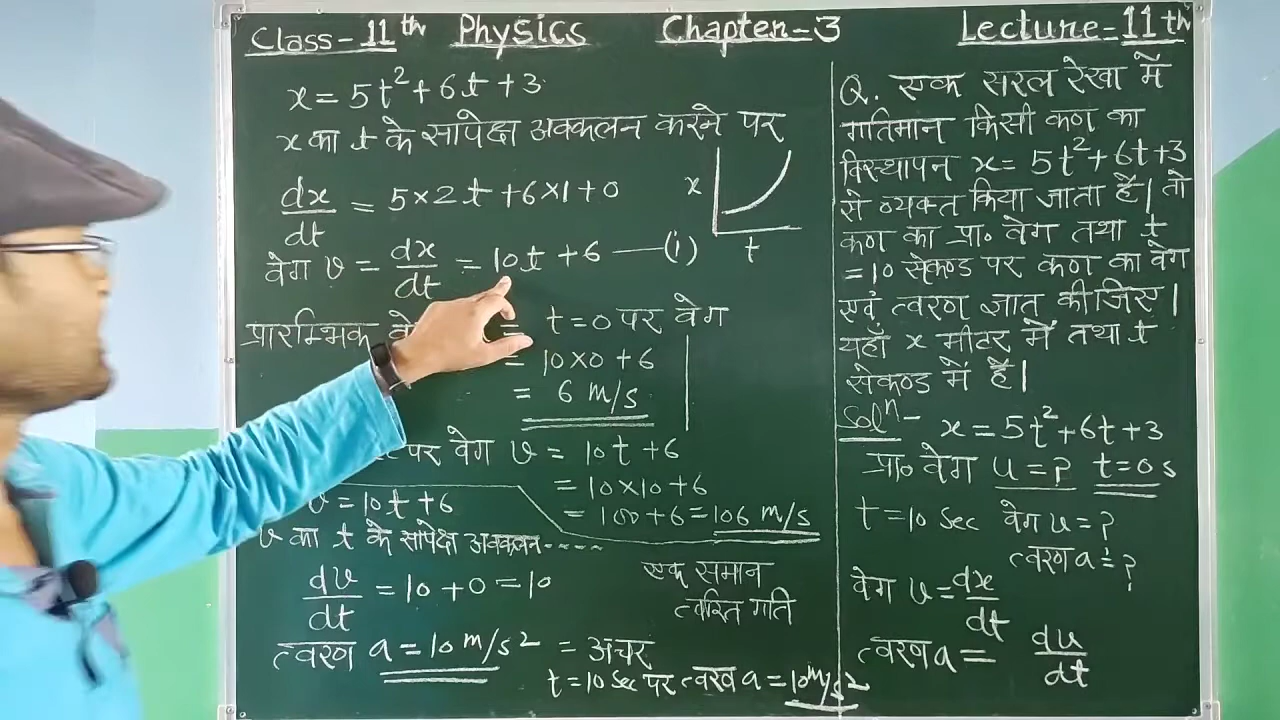 Class-11th Physics Chapter-3 Lecture-11th
x = 5t²+6t+3
x का t के सापेक्ष अवकलन करने पर
dx/dt = 5×2t+6×1+0
वेग v = dx/dt = 10t+6 —(i)
x
t
प्रारम्भिक = t=0 पर वेग
= 10×0+6
= 6 m/s
पर वेग v = 10t+6
= 10×10+6
= 100+6=106 m/s
v=10t+6
v का t के सापेक्ष अवकलन----
dv/dt = 10+0=10
त्वरण a=10 m/s² = अचर
एक समान
त्वरित गति
t=10 Sec पर त्वरण a=10m/s²
Q. एक सरल रेखा में
गतिमान किसी कण का
विस्थापन x= 5t²+6t+3
से व्यक्त किया जाता है। तो
कण का प्रा० वेग तथा t
=10 सेकण्ड पर कण का वेग
एवं त्वरण ज्ञात कीजिए।
यहाँ x मीटर में तथा t
सेकण्ड में है।
Solⁿ- x=5t²+6t+3
प्रा० वेग u=? t=0s
t=10 Sec वेग v=?
त्वरण a=?
वेग v=dx/dt
त्वरण a= dv/dt